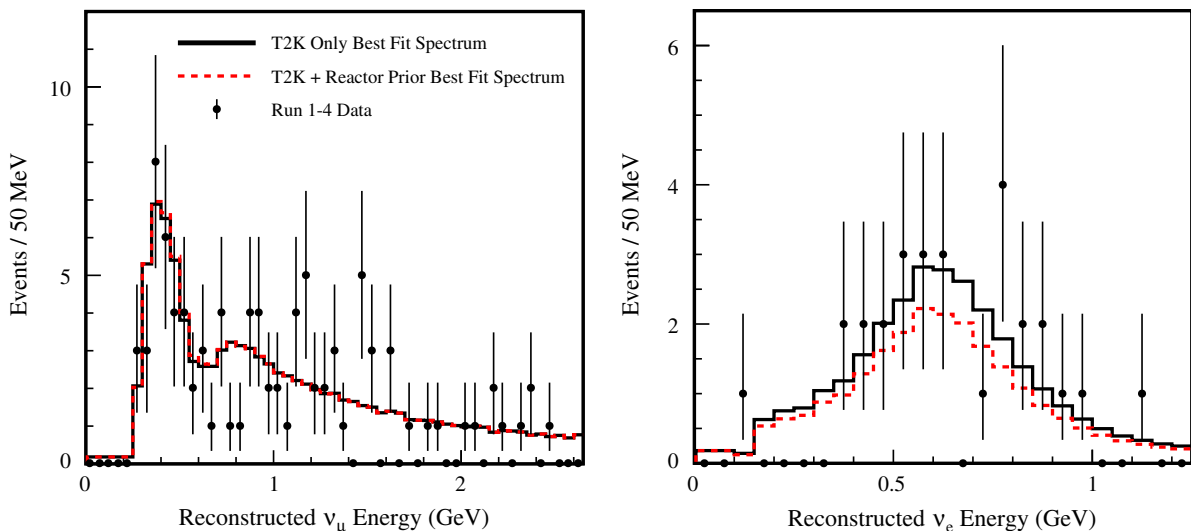 T2K Only Best Fit Spectrum
T2K + Reactor Prior Best Fit Spectrum
Run 1-4 Data
Events / 50 MeV
10
5
0
0
1
2
Reconstructed νμ Energy (GeV)
Events / 50 MeV
6
4
2
0
0
0.5
1
Reconstructed νe Energy (GeV)